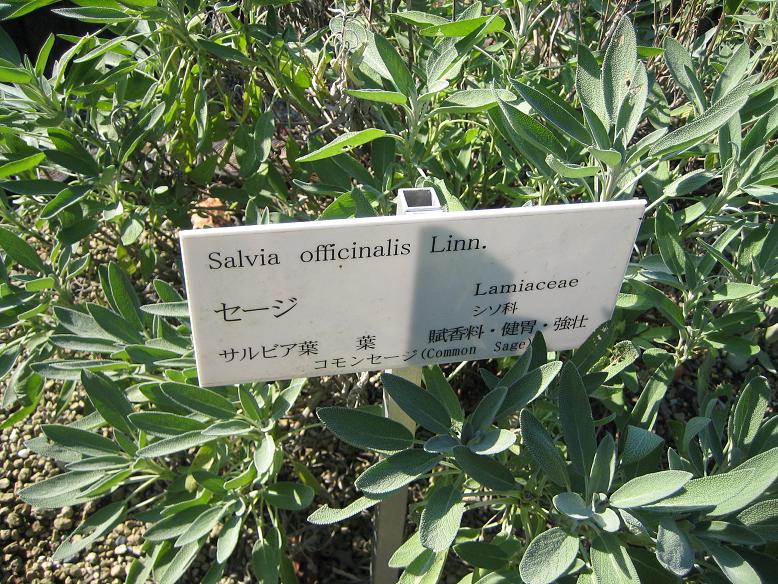 Salvia officinalis Linn.
セージ
Lamiaceae
シソ科
サルビア葉 葉 賦香料・健胃・強壮
コモンセージ(Common Sage)